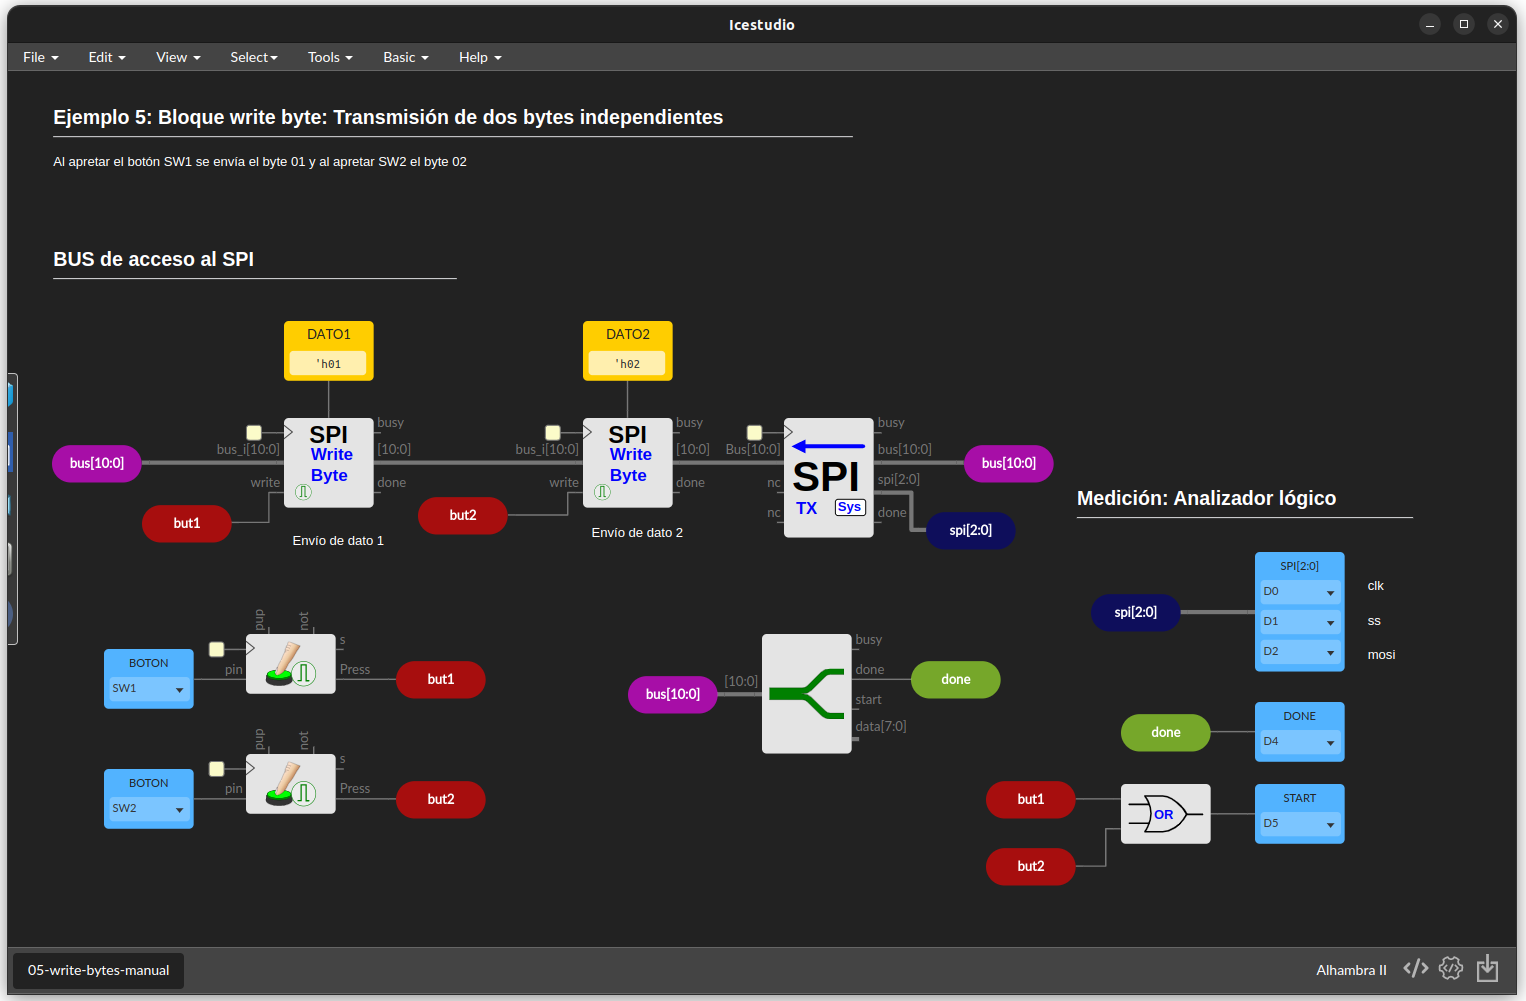 Icestudio
File Edit View Select Tools Basic Help
Ejemplo 5: Bloque write byte: Transmisión de dos bytes independientes
Al apretar el botón SW1 se envía el byte 01 y al apretar SW2 el byte 02
BUS de acceso al SPI
DATO1
'h01
DATO2
'h02
bus[10:0]
bus_i[10:0]
write
SPI
Write
Byte
busy
[10:0]
done
but1
Envío de dato 1
bus_i[10:0]
write
SPI
Write
Byte
busy
[10:0]
done
but2
Envío de dato 2
Bus[10:0]
nc
nc
SPI
TX Sys
busy
bus[10:0]
spi[2:0]
done
bus[10:0]
spi[2:0]
Medición: Analizador lógico
spi[2:0]
SPI[2:0]
D0
D1
D2
clk
ss
mosi
BOTON
SW1
pup
not
pin
s
Press
but1
BOTON
SW2
pup
not
pin
s
Press
but2
bus[10:0]
[10:0]
busy
done
start
data[7:0]
done
done
DONE
D4
but1
but2
OR
START
D5
05-write-bytes-manual
Alhambra II